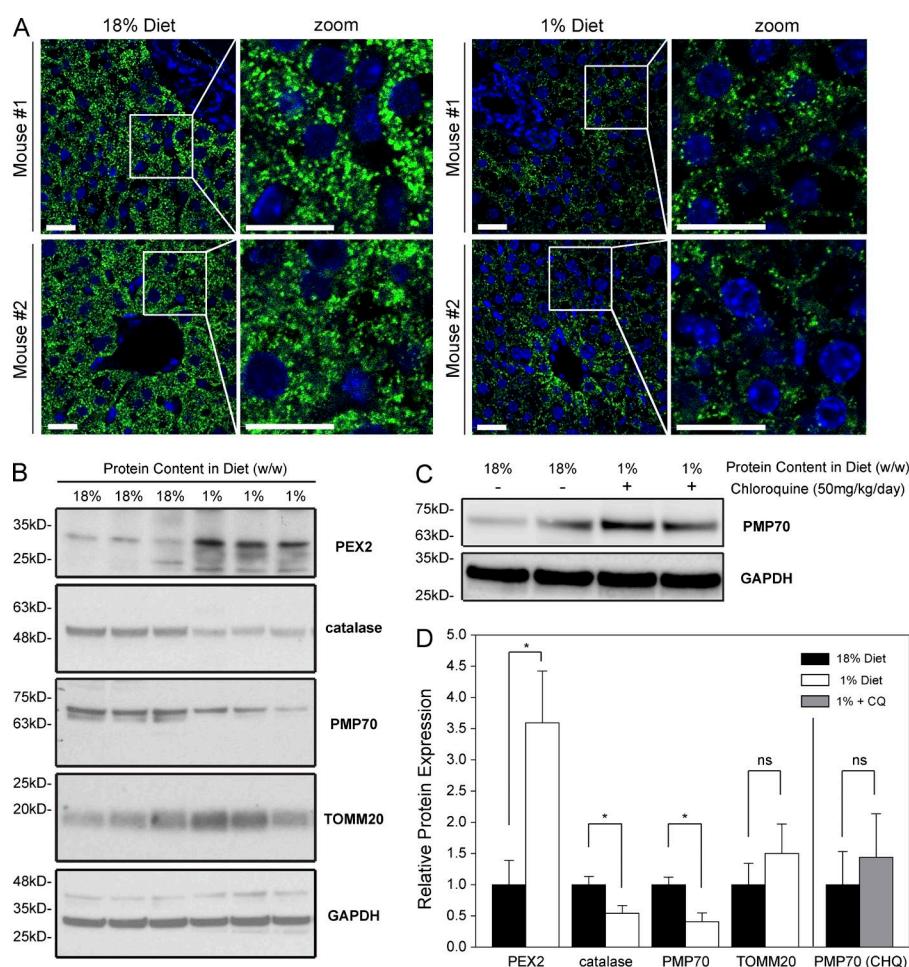 A
18% Diet zoom 1% Diet zoom
Mouse #1 Mouse #1
Mouse #2 Mouse #2
B
Protein Content in Diet (w/w)
18% 18% 18% 1% 1% 1%
35kD-
25kD-
PEX2
63kD-
48kD-
catalase
75kD-
63kD-
PMP70
25kD-
20kD-
TOMM20
48kD-
35kD-
25kD-
GAPDH
C
18% 18% 1% 1% Protein Content in Diet (w/w)
- - + + Chloroquine (50mg/kg/day)
75kD-
63kD-
PMP70
35kD-
25kD-
GAPDH
D
Relative Protein Expression
5.0
4.5
4.0
3.5
3.0
2.5
2.0
1.5
1.0
0.5
0.0
18% Diet
1% Diet
1% + CQ
* * * ns ns
PEX2 catalase PMP70 TOMM20 PMP70 (CHQ)